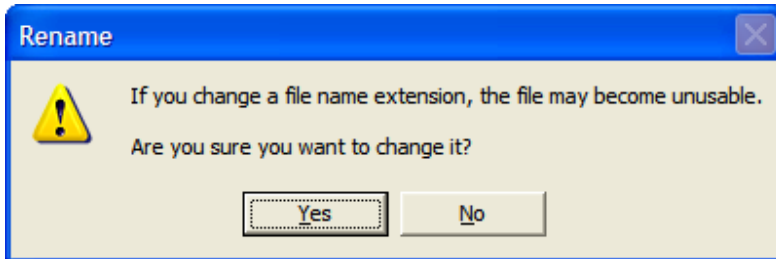 Rename
If you change a file name extension, the file may become unusable.
Are you sure you want to change it?
Yes
No